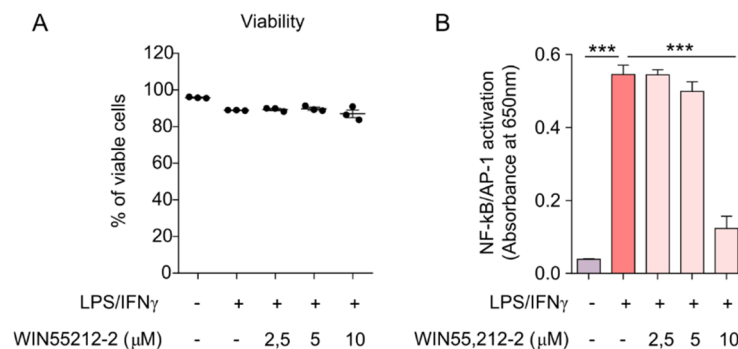 A
Viability
% of viable cells
120
100
80
60
40
20
0
LPS/IFNγ - + + + +
WIN55212-2 (μM) - - 2,5 5 10
B
*** ***
NF-kB/AP-1 activation
(Absorbance at 650nm)
0.6
0.4
0.2
0.0
LPS/IFNγ - + + + +
WIN55,212-2 (μM) - - 2,5 5 10